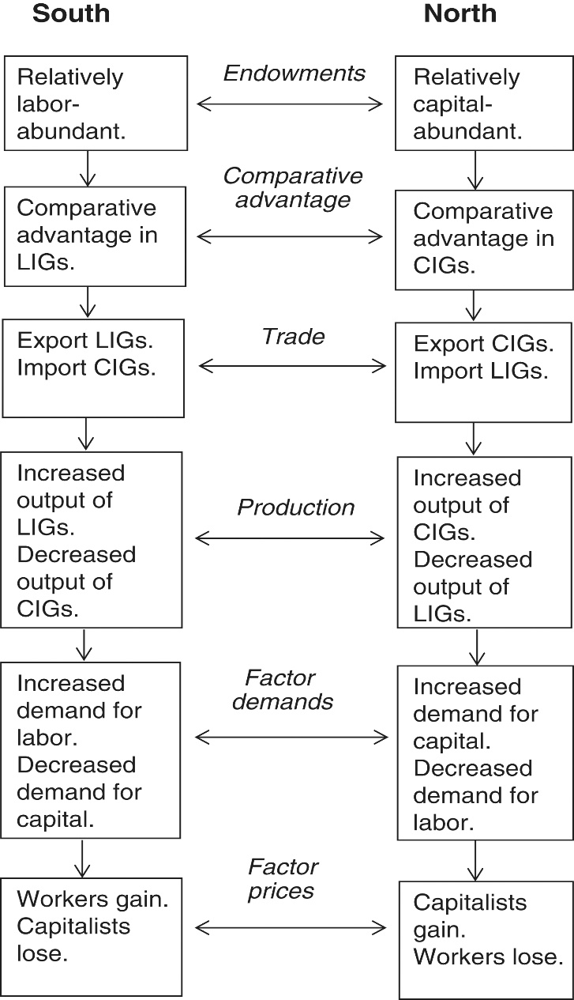 South
North
Relatively
labor-
abundant.
Endowments
Relatively
capital-
abundant.
Comparative
advantage in
LIGs.
Comparative
advantage
Comparative
advantage in
CIGs.
Export LIGs.
Import CIGs.
Trade
Export CIGs.
Import LIGs.
Increased
output of
LIGs.
Decreased
output of
CIGs.
Production
Increased
output of
CIGs.
Decreased
output of
LIGs.
Increased
demand for
labor.
Decreased
demand for
capital.
Factor
demands
Increased
demand for
capital.
Decreased
demand for
labor.
Workers gain.
Capitalists
lose.
Factor
prices
Capitalists
gain.
Workers lose.